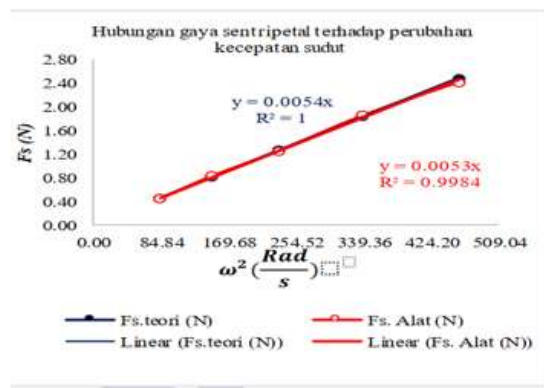 Hubungan gaya sentripetal terhadap perubahan
kecepatan sudut
2.80
2.40
2.00
1.60
1.20
0.80
0.40
0.00
Fs (N)
y = 0.0054x
R² = 1
y = 0.0053x
R² = 0.9984
0.00 84.84 169.68 254.52 339.36 424.20 509.04
ω² (Rad/s)
Fs.teori (N) Fs. Alat (N)
Linear (Fs.teori (N)) Linear (Fs. Alat (N))